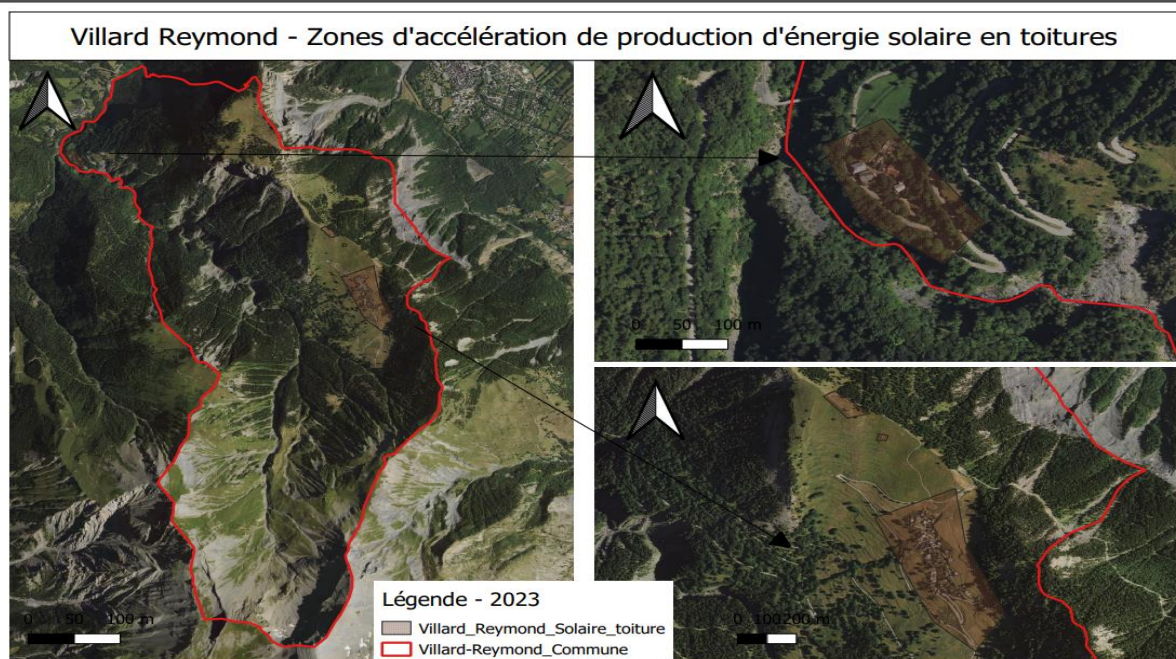 Villard Reymond - Zones d'accélération de production d'énergie solaire en toitures
0 50 100 m
0 50 100 m
Légende - 2023
Villard_Reymond_Solaire_toiture
Villard-Reymond_Commune
0 100200 m